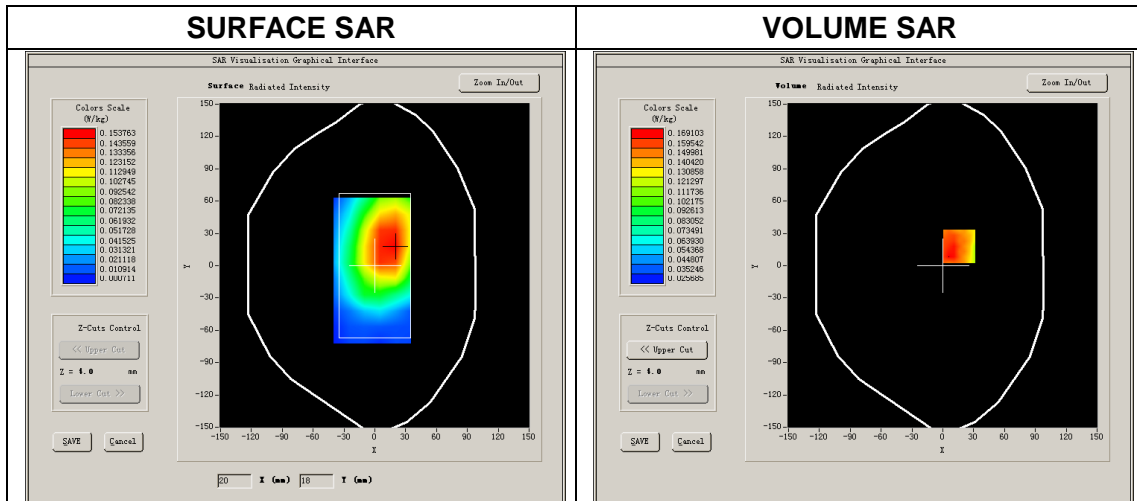 SURFACE SAR
VOLUME SAR
SAR Visualisation Graphical Interface
Surface Radiated Intensity
Zoom In/Out
Colors Scale
(W/kg)
0.153763
0.143559
0.133356
0.123152
0.112949
0.102745
0.092542
0.082338
0.072135
0.061932
0.051728
0.041525
0.031321
0.021118
0.010914
0.000711
Z-Cuts Control
<< Upper Cut
Z = 4.0 mm
Lower Cut >>
SAVE Cancel
150
120
90
60
30
0
-30
-60
-90
-120
-150
Y
-150 -120 -90 -60 -30 0 30 60 90 120 150
X
20 X (mm) 18 Y (mm)
SAR Visualisation Graphical Interface
Volume Radiated Intensity
Zoom In/Out
Colors Scale
(W/kg)
0.169103
0.159542
0.149981
0.140420
0.130858
0.121297
0.111736
0.102175
0.092613
0.083052
0.073491
0.063930
0.054368
0.044807
0.035246
0.025685
Z-Cuts Control
<< Upper Cut
Z = 4.0 mm
Lower Cut >>
SAVE Cancel
150
120
90
60
30
0
-30
-60
-90
-120
-150
Y
-150 -120 -90 -60 -30 0 30 60 90 120 150
X